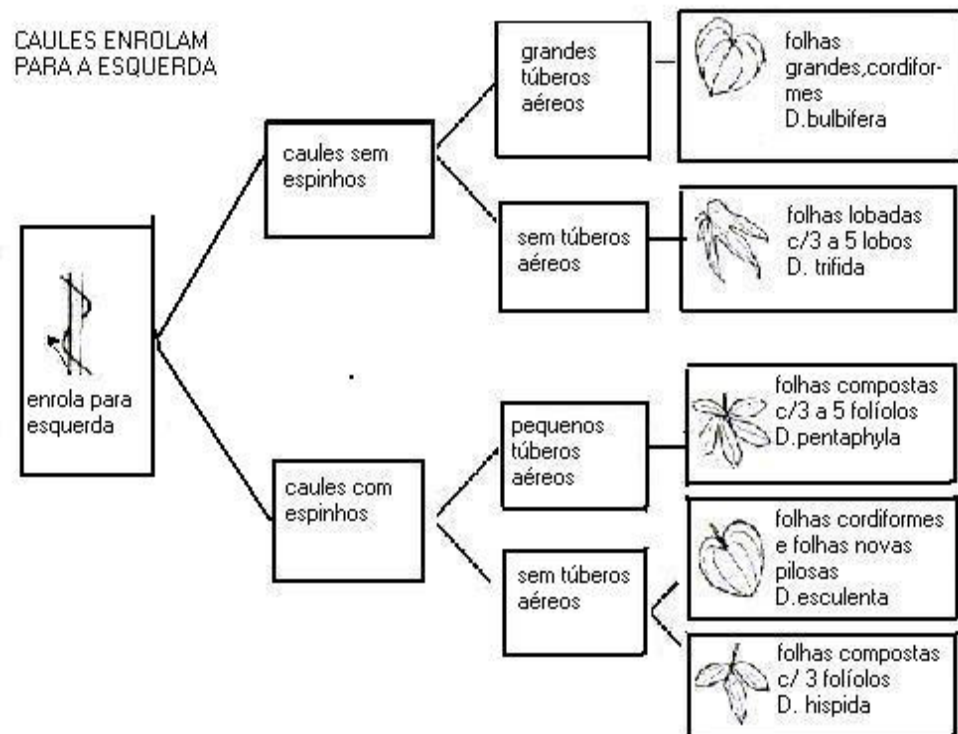 CAULES ENROLAM
PARA A ESQUERDA
enrola para
esquerda
caules sem
espinhos
grandes
túberos
aéreos
folhas
grandes,cordifor-
mes
D.bulbifera
sem túberos
aéreos
folhas lobadas
c/3 a 5 lobos
D. trifida
caules com
espinhos
pequenos
túberos
aéreos
folhas compostas
c/3 a 5 folíolos
D.pentaphyla
sem túberos
aéreos
folhas cordiformes
e folhas novas
pilosas
D.esculenta
folhas compostas
c/ 3 folíolos
D. hispida